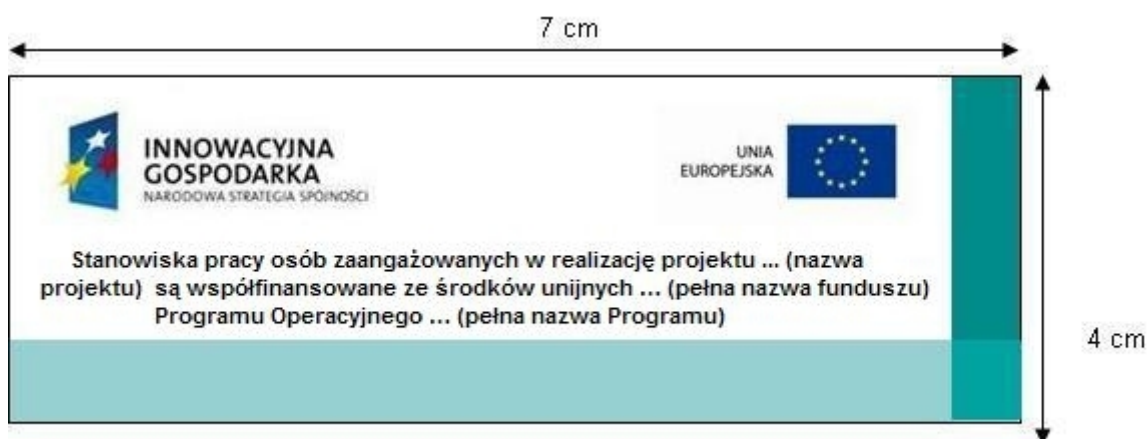 7 cm
INNOWACYJNA
GOSPODARKA
NARODOWA STRATEGIA SPÓJNOŚCI
UNIA
EUROPEJSKA
Stanowiska pracy osób zaangażowanych w realizację projektu ... (nazwa
projektu) są współfinansowane ze środków unijnych ... (pełna nazwa funduszu)
Programu Operacyjnego ... (pełna nazwa Programu)
4 cm